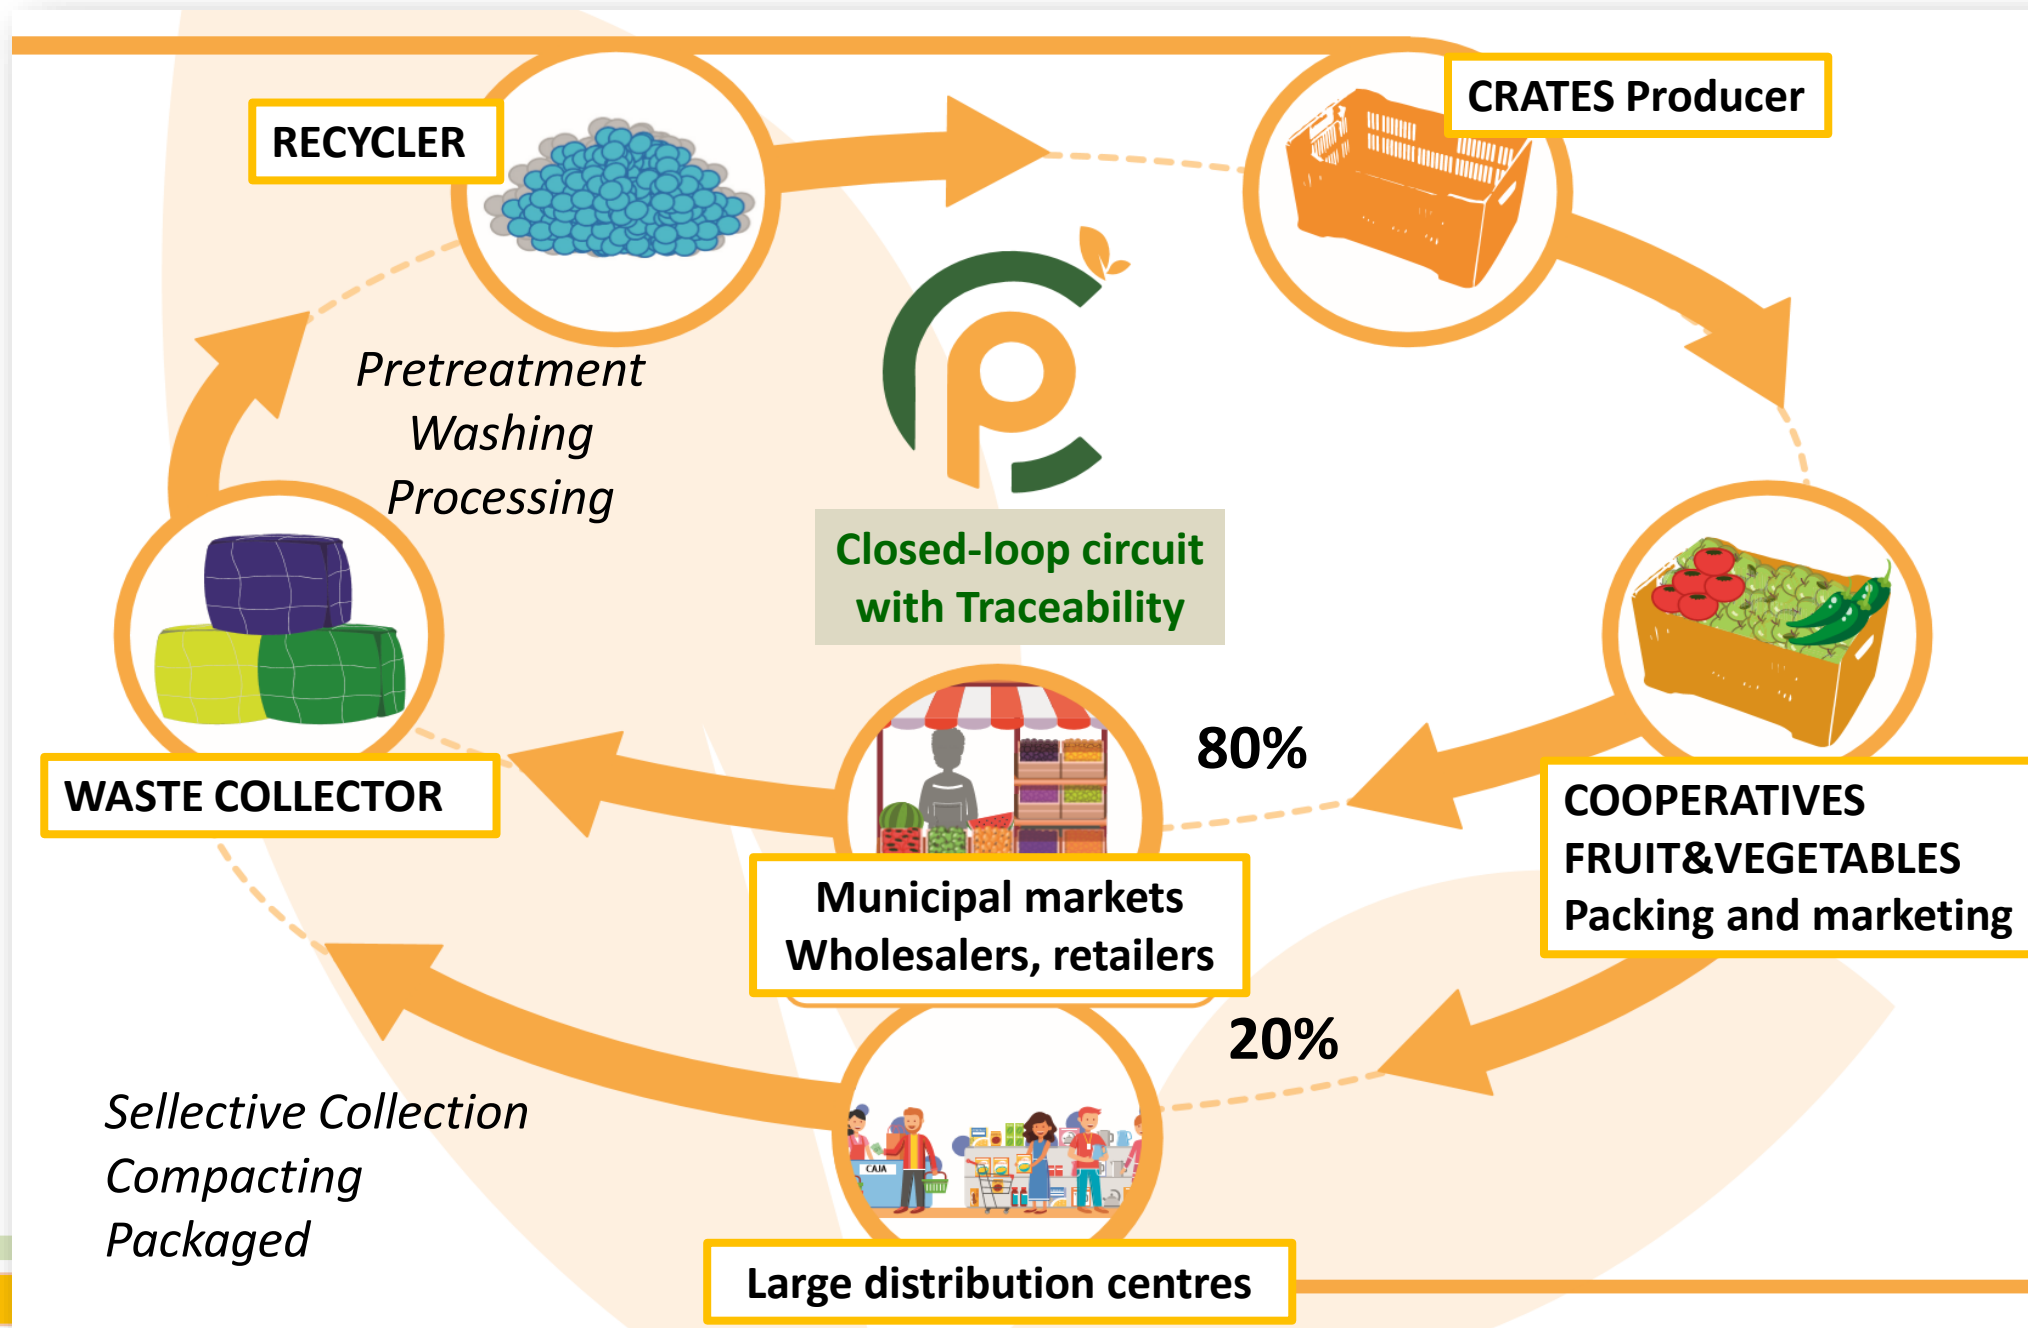 RECYCLER
CRATES Producer
Pretreatment
Washing
Processing
Closed-loop circuit
with Traceability
WASTE COLLECTOR
80%
COOPERATIVES
FRUIT&VEGETABLES
Packing and marketing
Municipal markets
Wholesalers, retailers
20%
Sellective Collection
Compacting
Packaged
CAJA
Large distribution centres